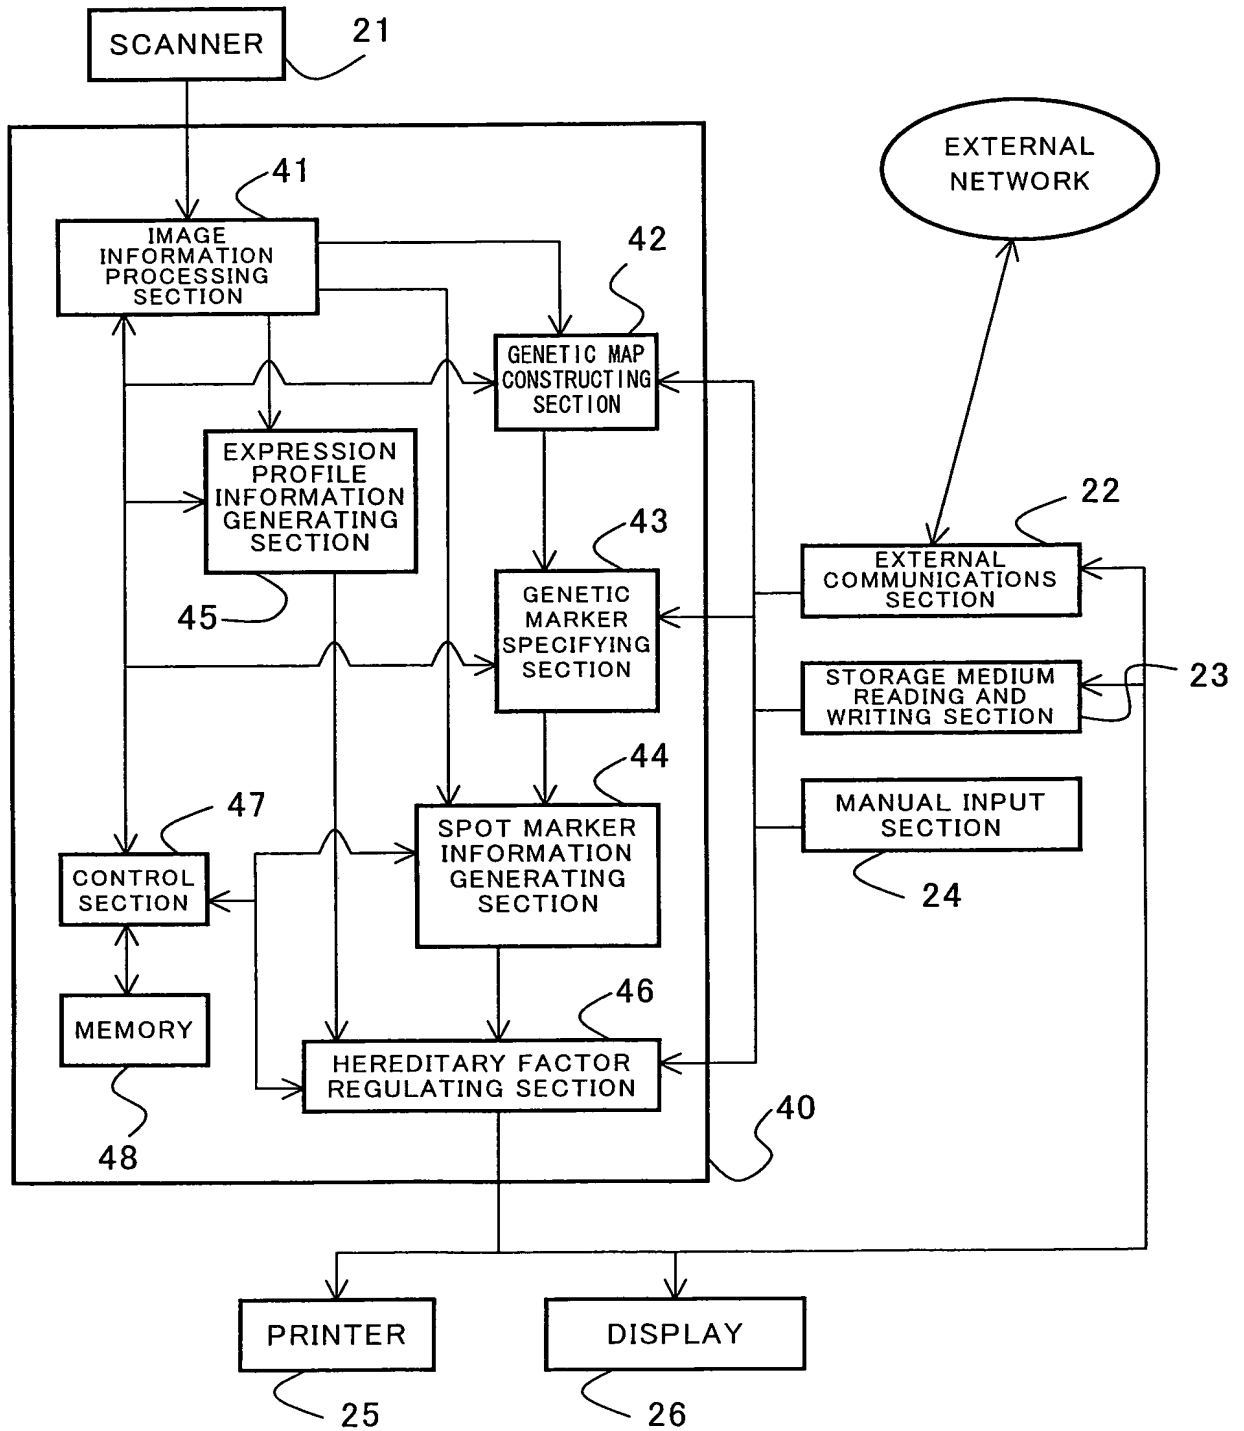 SCANNER
21
EXTERNAL
NETWORK
41
IMAGE
INFORMATION
PROCESSING
SECTION
42
GENETIC MAP
CONSTRUCTING
SECTION
EXPRESSION
PROFILE
INFORMATION
GENERATING
SECTION
45
43
GENETIC
MARKER
SPECIFYING
SECTION
22
EXTERNAL
COMMUNICATIONS
SECTION
STORAGE MEDIUM
READING AND
WRITING SECTION
23
MANUAL INPUT
SECTION
24
44
SPOT MARKER
INFORMATION
GENERATING
SECTION
47
CONTROL
SECTION
MEMORY
48
46
HEREDITARY FACTOR
REGULATING SECTION
40
PRINTER
25
DISPLAY
26